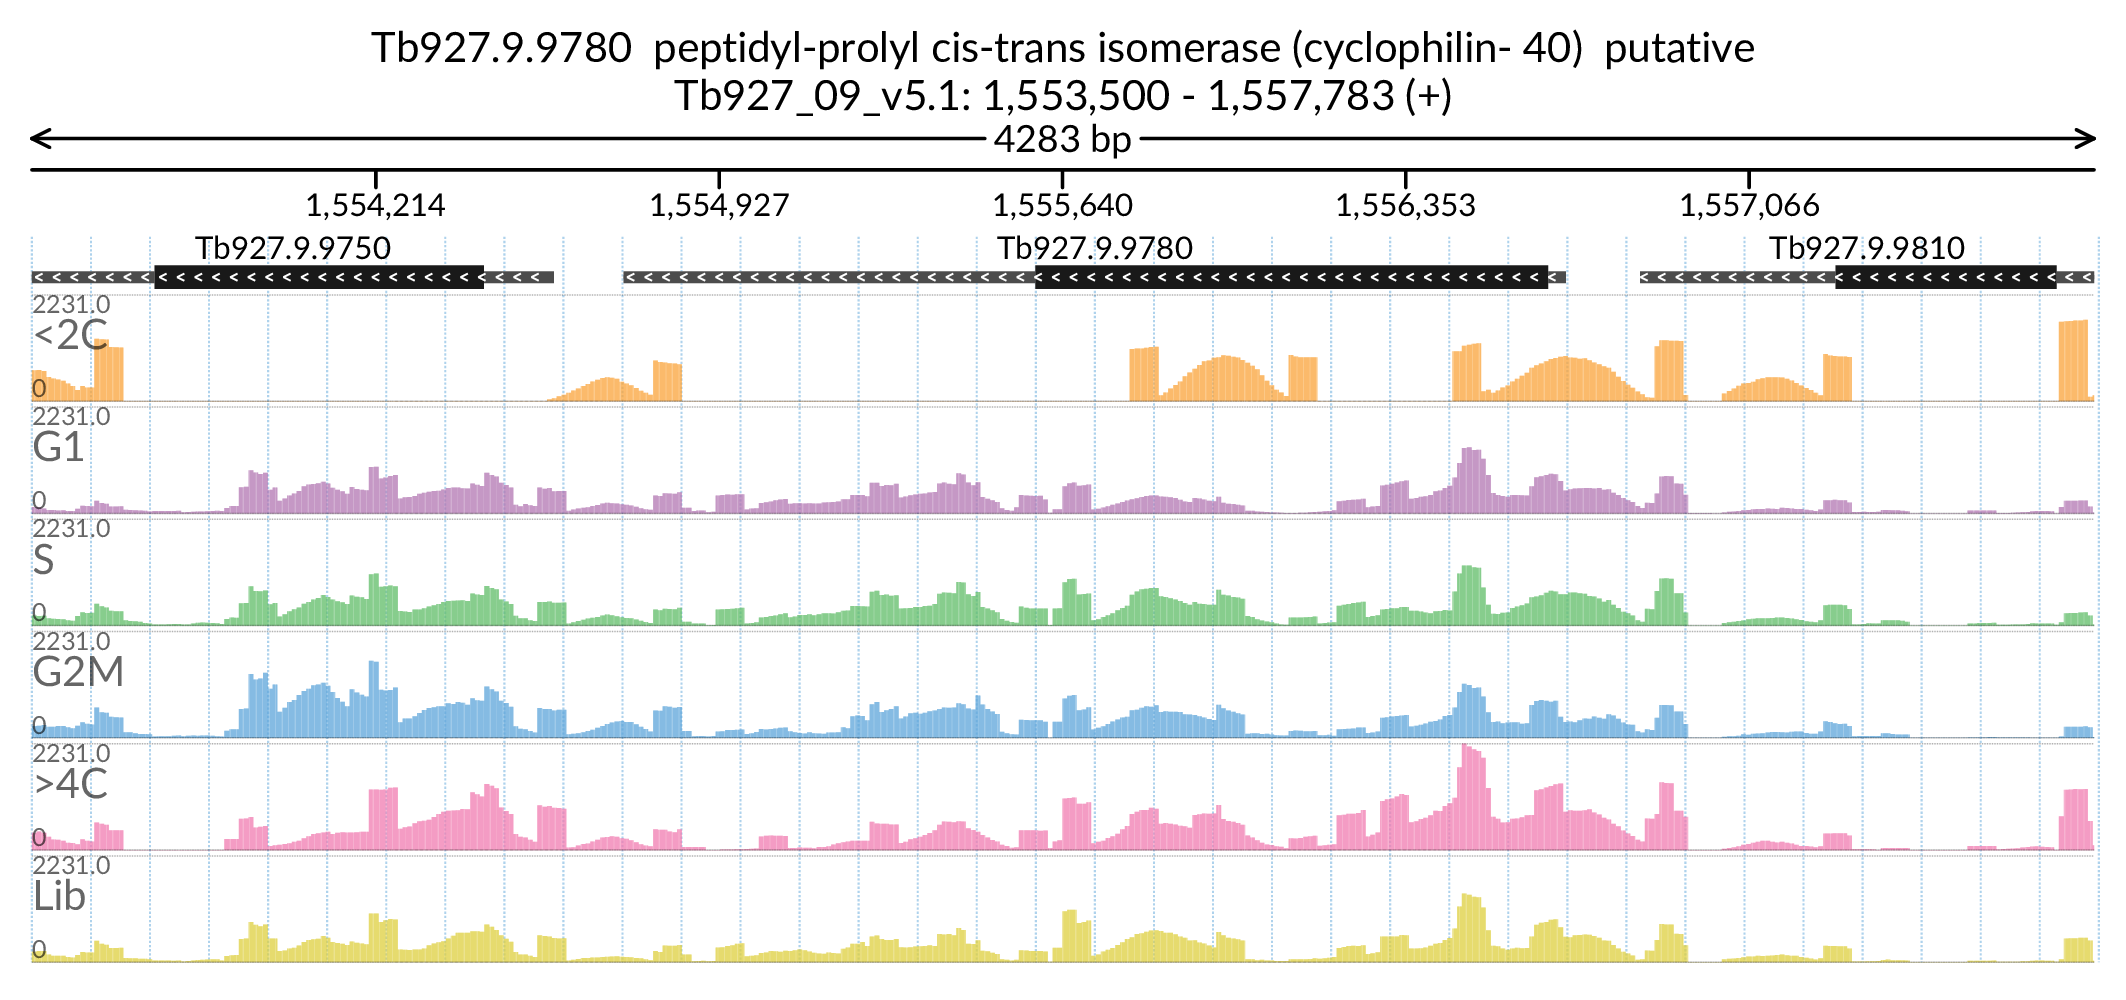 Tb927.9.9780  peptidyl-prolyl cis-trans isomerase (cyclophilin- 40)  putative
Tb927_09_v5.1: 1,553,500 - 1,557,783 (+)
4283 bp
1,554,214 1,554,927 1,555,640 1,556,353 1,557,066
Tb927.9.9750 Tb927.9.9780 Tb927.9.9810
2231.0
<2C
0
2231.0
G1
0
2231.0
S
0
2231.0
G2M
0
2231.0
>4C
0
2231.0
Lib
0